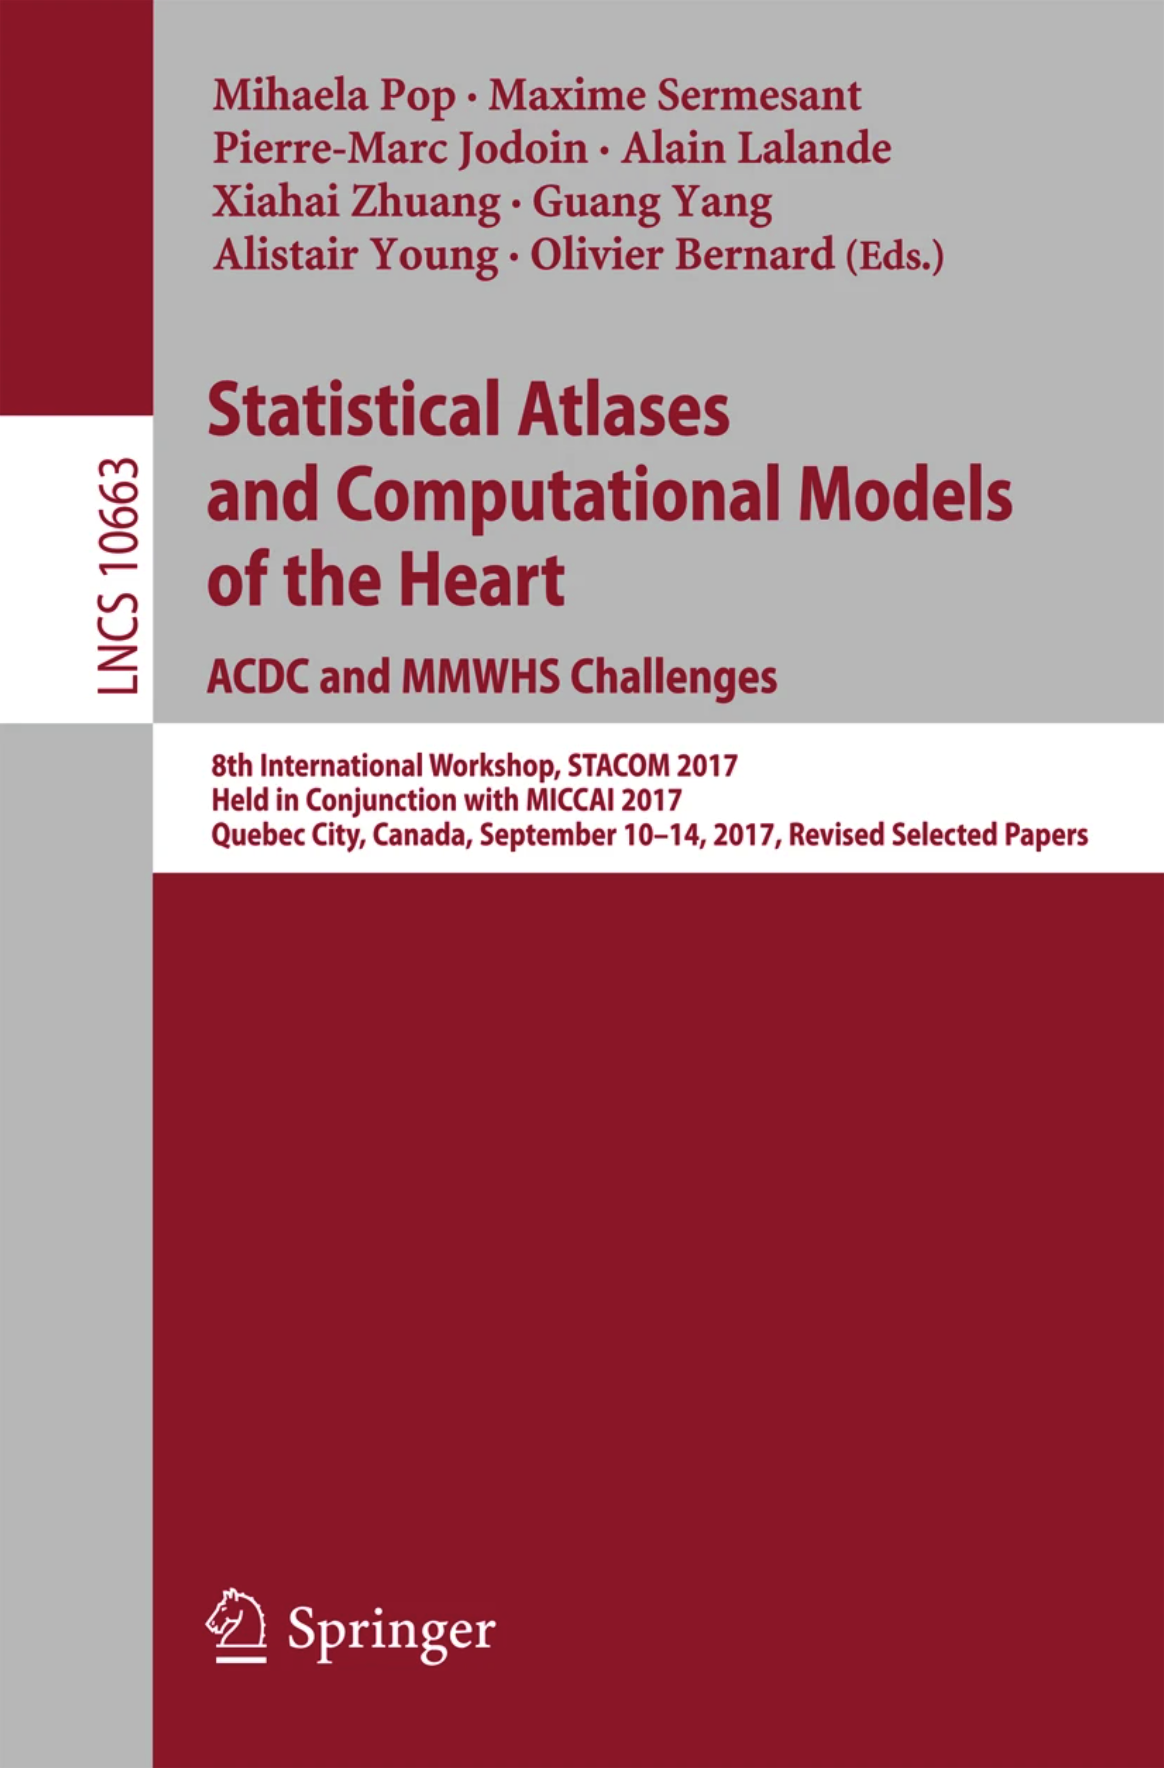 Mihaela Pop · Maxime Sermesant
Pierre-Marc Jodoin · Alain Lalande
Xiahai Zhuang · Guang Yang
Alistair Young · Olivier Bernard (Eds.)
Statistical Atlases
and Computational Models
of the Heart
ACDC and MMWHS Challenges
LNCS 10663
8th International Workshop, STACOM 2017
Held in Conjunction with MICCAI 2017
Quebec City, Canada, September 10–14, 2017, Revised Selected Papers
Springer